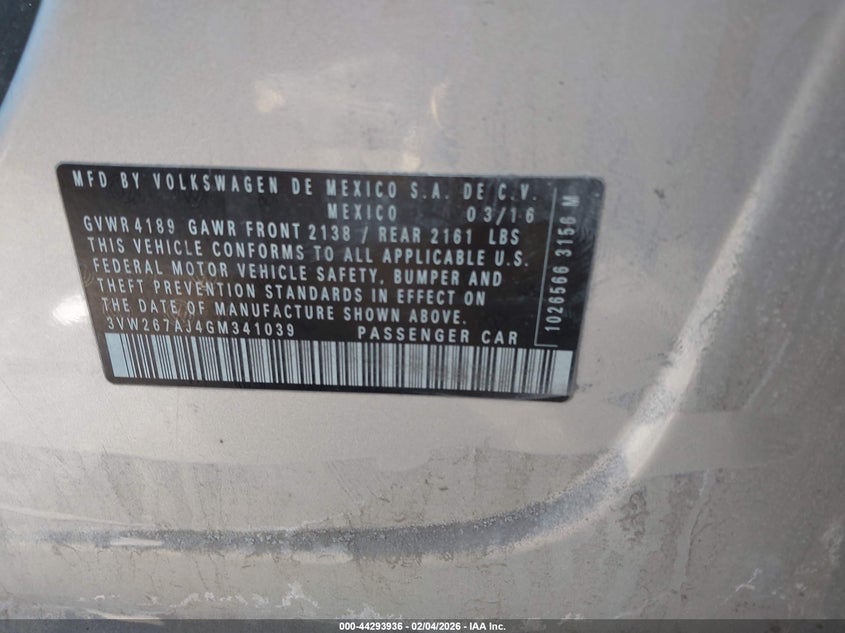 MFD BY VOLKSWAGEN DE MEXICO S.A. DE C.V.
MEXICO 03/16
GVWR 4189 GAWR FRONT 2138 / REAR 2161 LBS
THIS VEHICLE CONFORMS TO ALL APPLICABLE U.S.
FEDERAL MOTOR VEHICLE SAFETY, BUMPER AND
THEFT PREVENTION STANDARDS IN EFFECT ON
THE DATE OF MANUFACTURE SHOWN ABOVE.
3VW267AJ4GM341039 PASSENGER CAR
1026566 3156 M
000-44293936 - 02/04/2026 - IAA Inc.